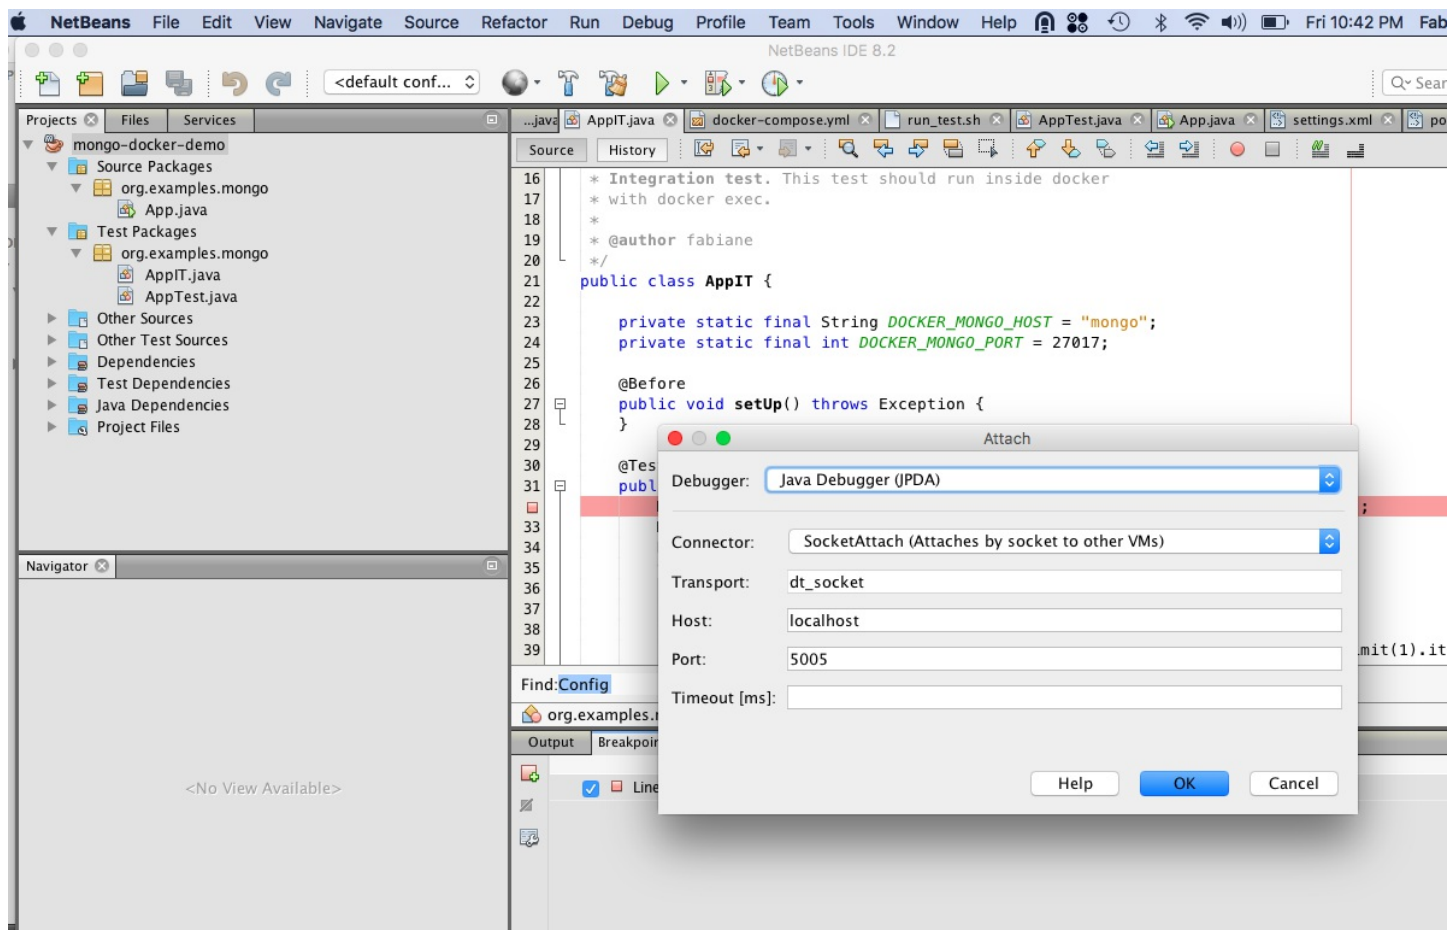 NetBeans File Edit View Navigate Source Refactor Run Debug Profile Team Tools Window Help Fri 10:42 PM Fab
NetBeans IDE 8.2
<default conf...
Sear
Projects Files Services
...java AppIT.java docker-compose.yml run_test.sh AppTest.java App.java settings.xml po
Source History
mongo-docker-demo
Source Packages
org.examples.mongo
App.java
Test Packages
org.examples.mongo
AppIT.java
AppTest.java
Other Sources
Other Test Sources
Dependencies
Test Dependencies
Java Dependencies
Project Files
Navigator
<No View Available>
16 * Integration test. This test should run inside docker
17 * with docker exec.
18 *
19 * @author fabiane
20 */
21 public class AppIT {
22
23 private static final String DOCKER_MONGO_HOST = "mongo";
24 private static final int DOCKER_MONGO_PORT = 27017;
25
26 @Before
27 public void setUp() throws Exception {
28 }
29
30 @Tes
31 publ
;
33
34
35
36
37
38
39 mit(1).it
Find: Config
org.examples.
Output Breakpoin
Line
Attach
Debugger: Java Debugger (JPDA)
Connector: SocketAttach (Attaches by socket to other VMs)
Transport: dt_socket
Host: localhost
Port: 5005
Timeout [ms]:
Help OK Cancel